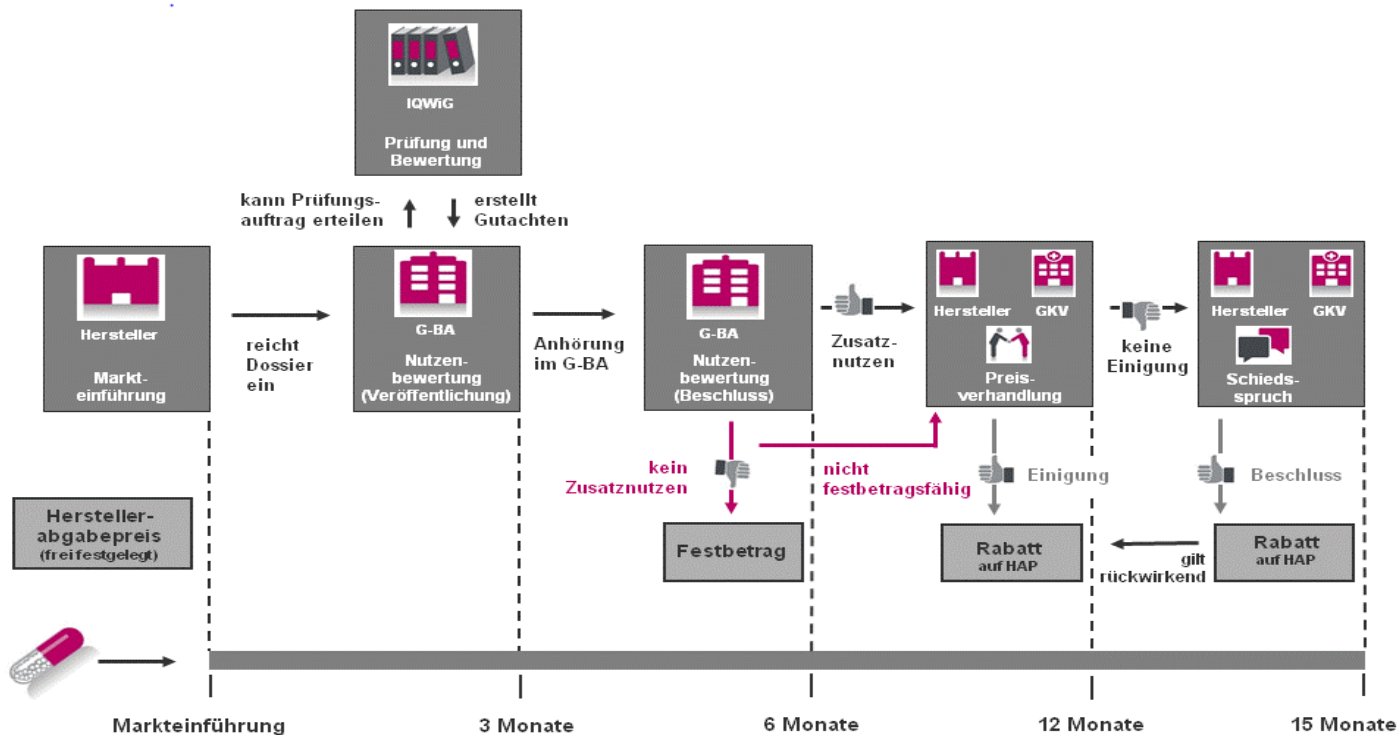 IQWiG
Prüfung und
Bewertung
kann Prüfungs-
auftrag erteilen
erstellt
Gutachten
Hersteller
Markt-
einführung
reicht
Dossier
ein
G-BA
Nutzen-
bewertung
(Veröffentlichung)
Anhörung
im G-BA
G-BA
Nutzen-
bewertung
(Beschluss)
Zusatz-
nutzen
Hersteller
GKV
Preis-
verhandlung
keine
Einigung
Hersteller
GKV
Schieds-
spruch
kein
Zusatznutzen
nicht
festbetragsfähig
Einigung
Beschluss
Hersteller-
abgabepreis
(frei festgelegt)
Festbetrag
Rabatt
auf HAP
gilt
rückwirkend
Rabatt
auf HAP
Markteinführung
3 Monate
6 Monate
12 Monate
15 Monate